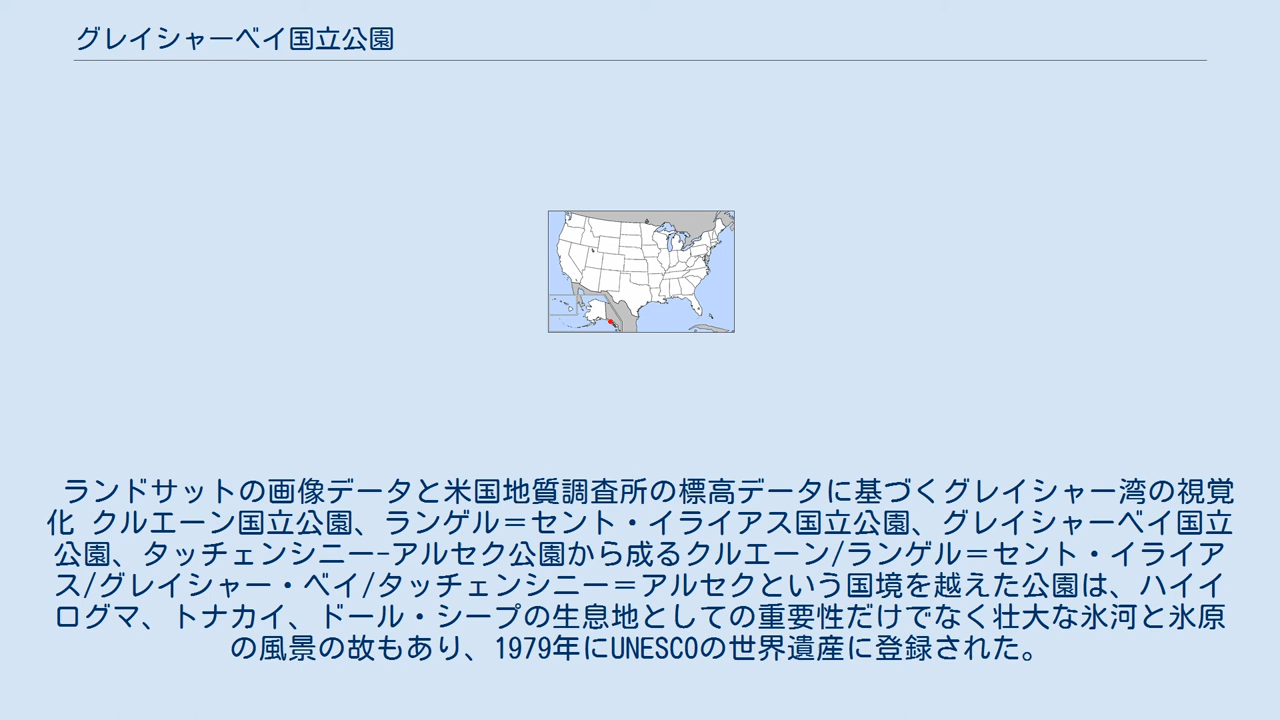 グレイシャーベイ国立公園
ランドサットの画像データと米国地質調査所の標高データに基づくグレイシャー湾の視覚
化 クルエーン国立公園、ランゲル＝セント・イライアス国立公園、グレイシャーベイ国立
公園、タッチェンシニー-アルセク公園から成るクルエーン/ランゲル＝セント・イライア
ス/グレイシャー・ベイ/タッチェンシニー＝アルセクという国境を越えた公園は、ハイイ
ログマ、トナカイ、ドール・シープの生息地としての重要性だけでなく壮大な氷河と氷原
の風景の故もあり、1979年にUNESCOの世界遺産に登録された。